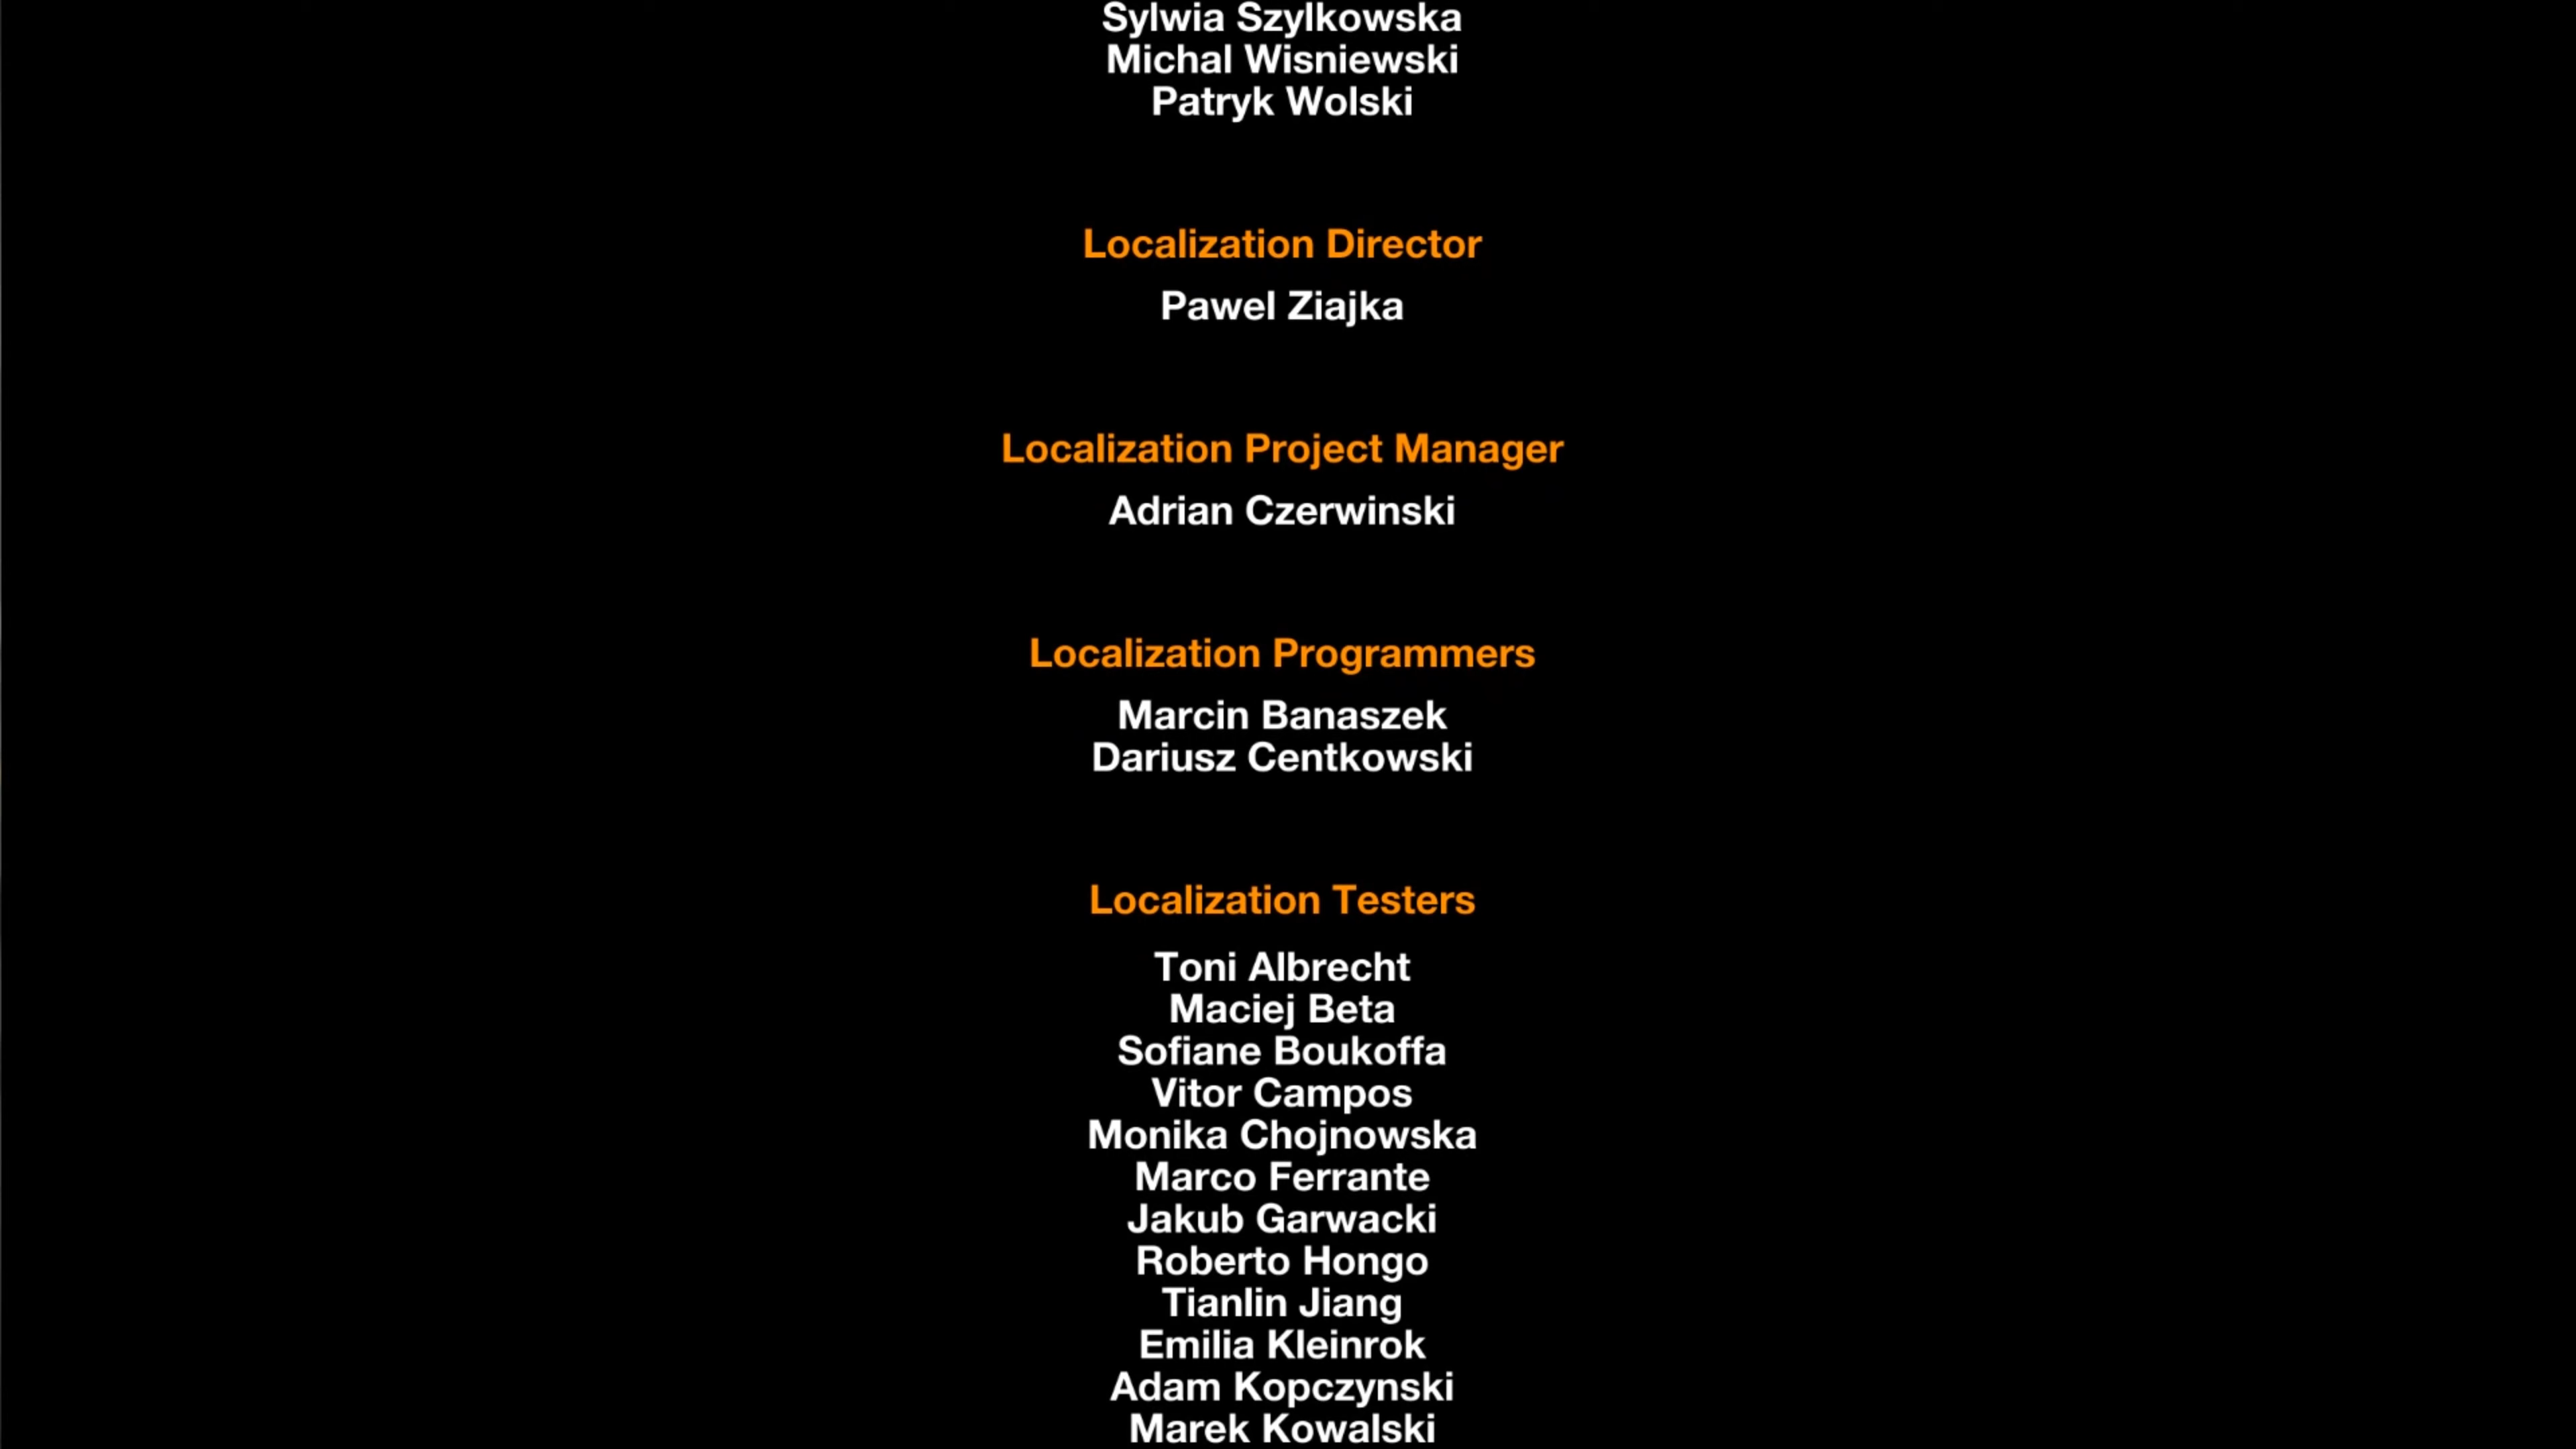 Sylwia Szylkowska
Michal Wisniewski
Patryk Wolski
Localization Director
Pawel Ziajka
Localization Project Manager
Adrian Czerwinski
Localization Programmers
Marcin Banaszek
Dariusz Centkowski
Localization Testers
Toni Albrecht
Maciej Beta
Sofiane Boukoffa
Vitor Campos
Monika Chojnowska
Marco Ferrante
Jakub Garwacki
Roberto Hongo
Tianlin Jiang
Emilia Kleinrok
Adam Kopczynski
Marek Kowalski